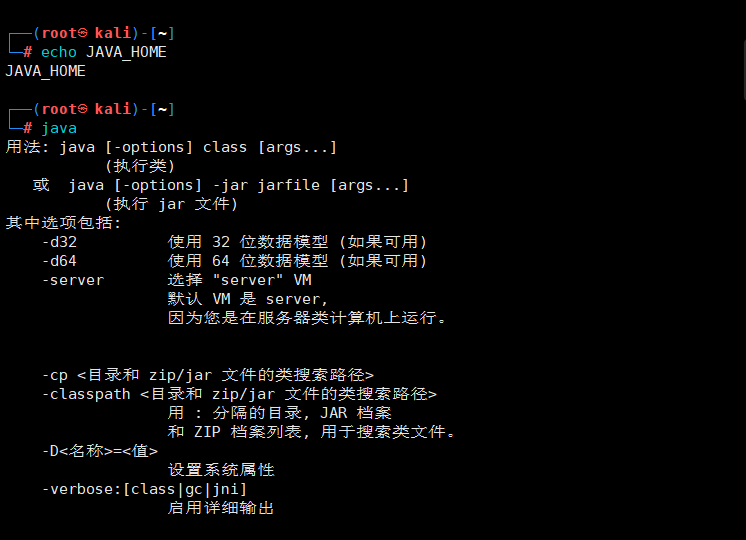 ┌──(root㉿ kali)-[~]
└─# echo JAVA_HOME
JAVA_HOME
┌──(root㉿ kali)-[~]
└─# java
用法: java [-options] class [args...]
(执行类)
或 java [-options] -jar jarfile [args...]
(执行 jar 文件)
其中选项包括:
-d32 使用 32 位数据模型 (如果可用)
-d64 使用 64 位数据模型 (如果可用)
-server 选择 "server" VM
默认 VM 是 server,
因为您是在服务器类计算机上运行。
-cp <目录和 zip/jar 文件的类搜索路径>
-classpath <目录和 zip/jar 文件的类搜索路径>
用 : 分隔的目录, JAR 档案
和 ZIP 档案列表, 用于搜索类文件。
-D<名称>=<值>
设置系统属性
-verbose:[class|gc|jni]
启用详细输出